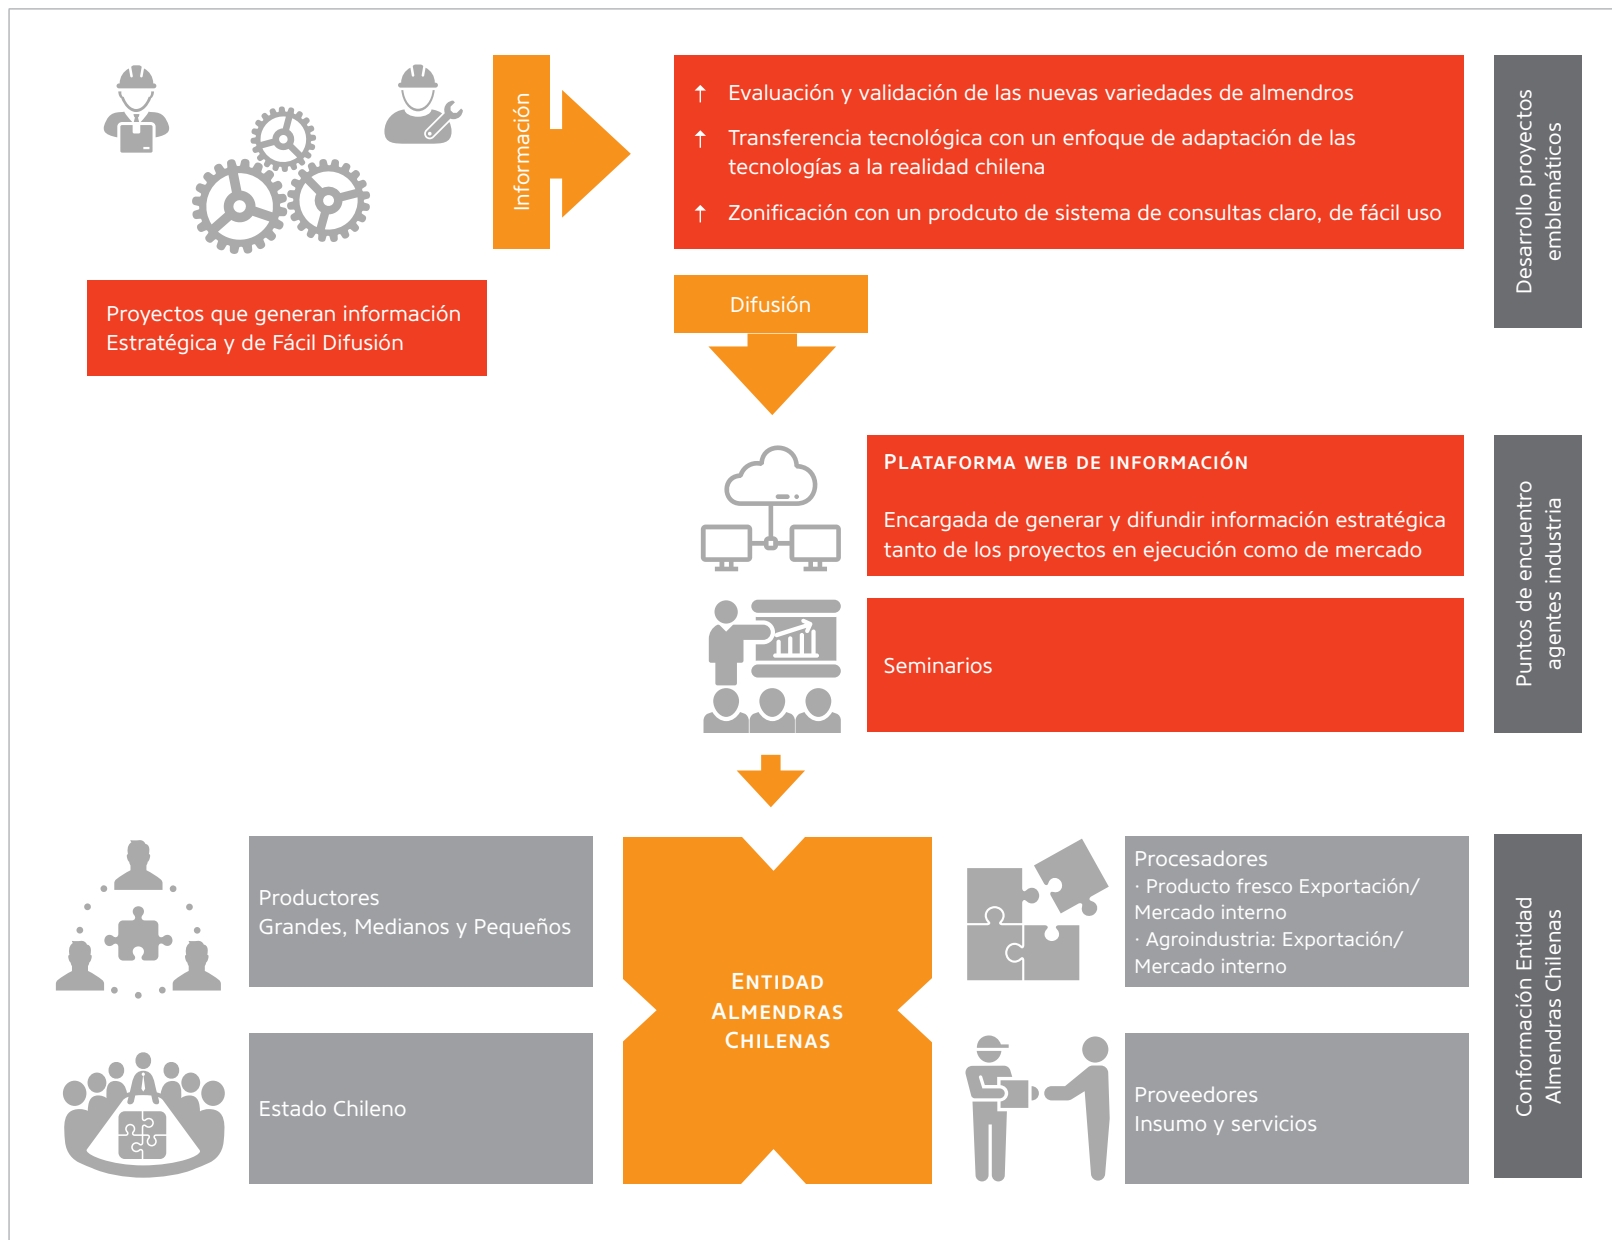 Información
↑ Evaluación y validación de las nuevas variedades de almendros
↑ Transferencia tecnológica con un enfoque de adaptación de las
tecnologías a la realidad chilena
↑ Zonificación con un prodcuto de sistema de consultas claro, de fácil uso
Desarrollo proyectos
emblemáticos
Proyectos que generan información
Estratégica y de Fácil Difusión
Difusión
PLATAFORMA WEB DE INFORMACIÓN
Encargada de generar y difundir información estratégica
tanto de los proyectos en ejecución como de mercado
Seminarios
Puntos de encuentro
agentes industria
Productores
Grandes, Medianos y Pequeños
Estado Chileno
ENTIDAD
ALMENDRAS
CHILENAS
Procesadores
· Producto fresco Exportación/
Mercado interno
· Agroindustria: Exportación/
Mercado interno
Proveedores
Insumo y servicios
Conformación Entidad
Almendras Chilenas